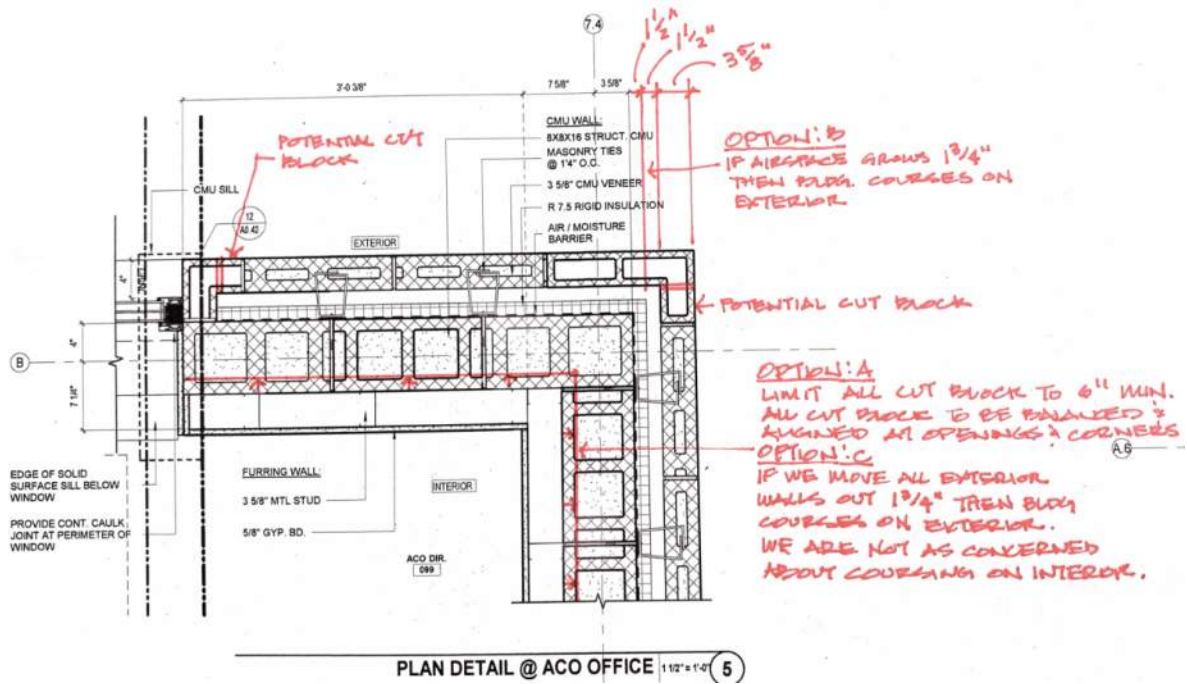 7.4
1 1/2"
1 1/2"
3 5/8"
3'-0 3/8"
7 5/8"
3 5/8"
POTENTIAL CUT
BLOCK
CMU WALL:
8X8X16 STRUCT. CMU
MASONRY TIES
@ 1'4" O.C.
3 5/8" CMU VENEER
R 7.5 RIGID INSULATION
AIR / MOISTURE
BARRIER
OPTION: B
IF AIRSPACE GROWS 1 3/4"
THEN BLDG. COURSES ON
EXTERIOR
CMU SILL
12
A0.42
EXTERIOR
4"
POTENTIAL CUT BLOCK
4"
B
7 1/4"
OPTION: A
LIMIT ALL CUT BLOCK TO 6" MIN.
ALL CUT BLOCK TO BE BALANCED &
ALIGNED AT OPENINGS & CORNERS
A.6
OPTION: C
IF WE MOVE ALL EXTERIOR
WALLS OUT 1 3/4" THEN BLDG
COURSES ON EXTERIOR.
WE ARE NOT AS CONCERNED
ABOUT COURSING ON INTERIOR.
EDGE OF SOLID
SURFACE SILL BELOW
WINDOW
PROVIDE CONT. CAULK
JOINT AT PERIMETER OF
WINDOW
FURRING WALL:
3 5/8" MTL STUD
5/8" GYP. BD.
INTERIOR
ACO DIR.
099
PLAN DETAIL @ ACO OFFICE 1 1/2" = 1'-0" 5